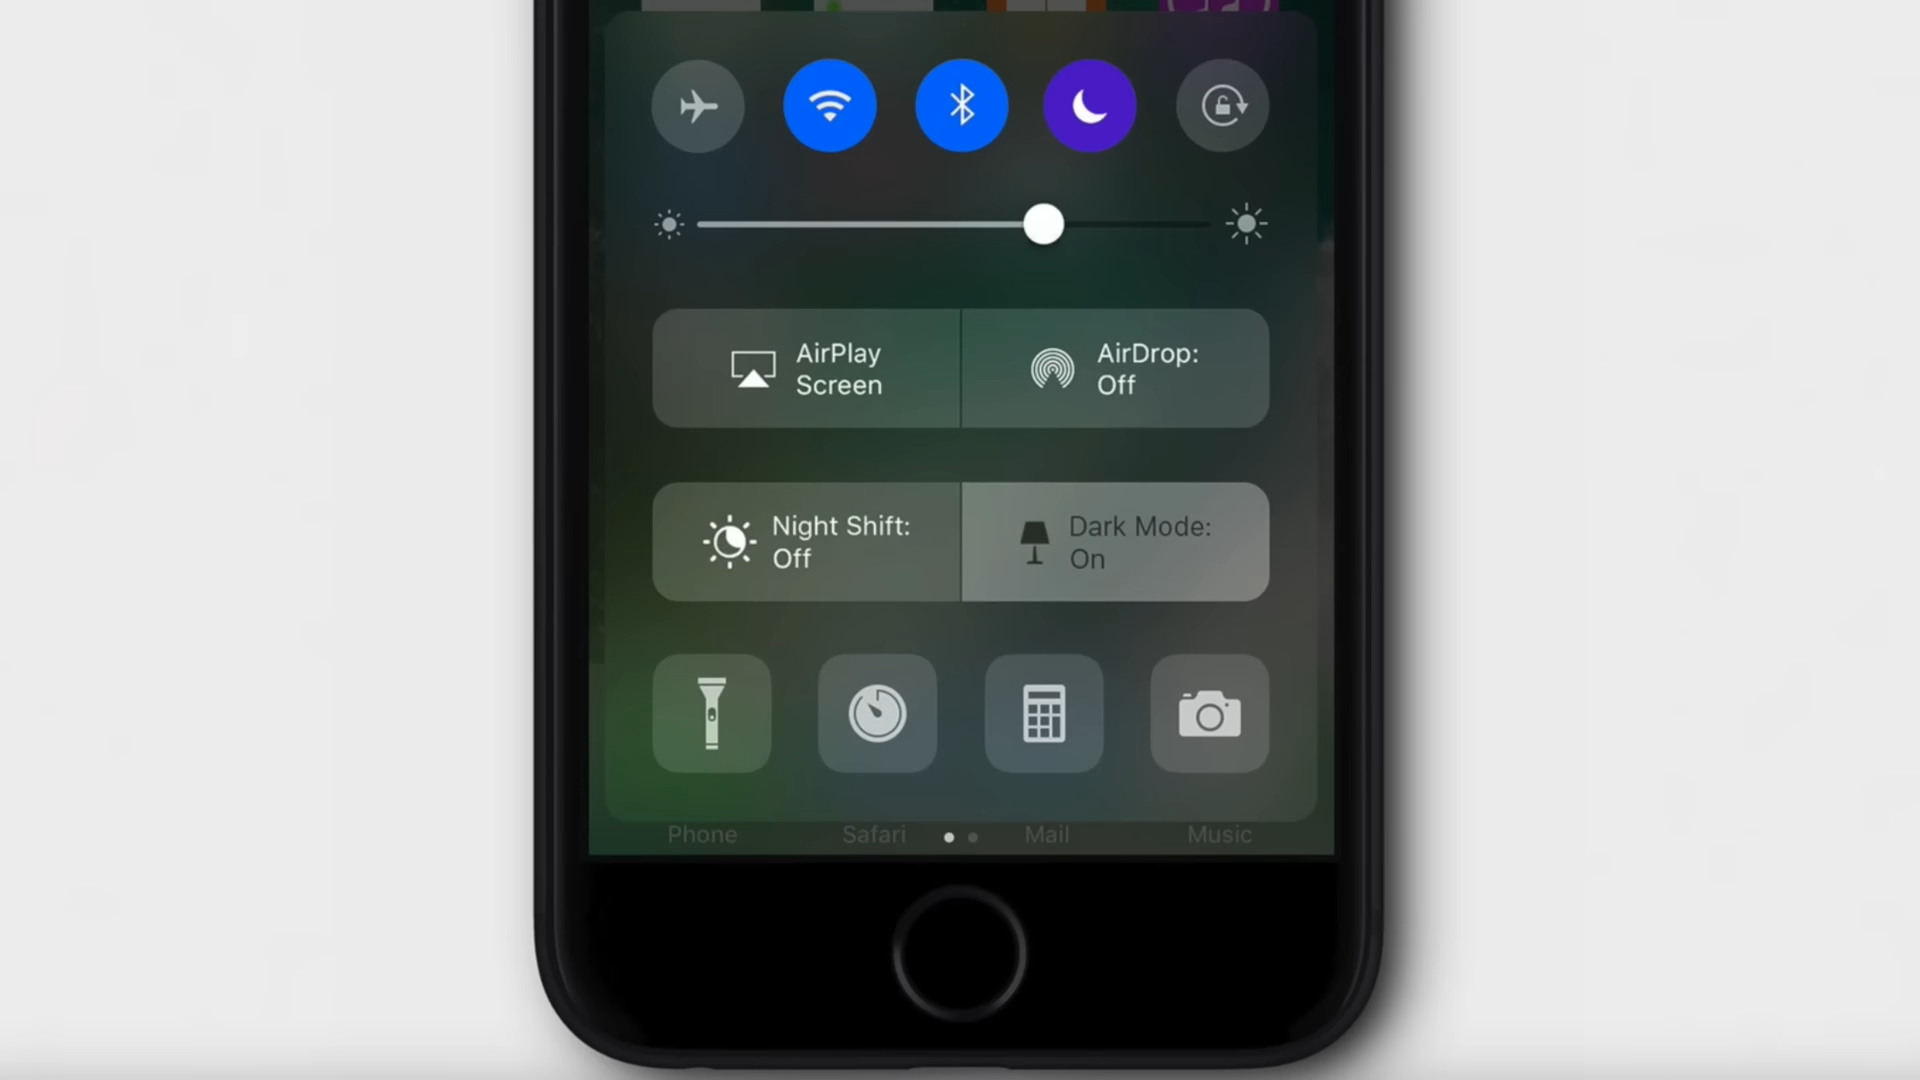 AirPlay
Screen
AirDrop:
Off
Night Shift:
Off
Dark Mode:
On
Phone
Safari
Mail
Music